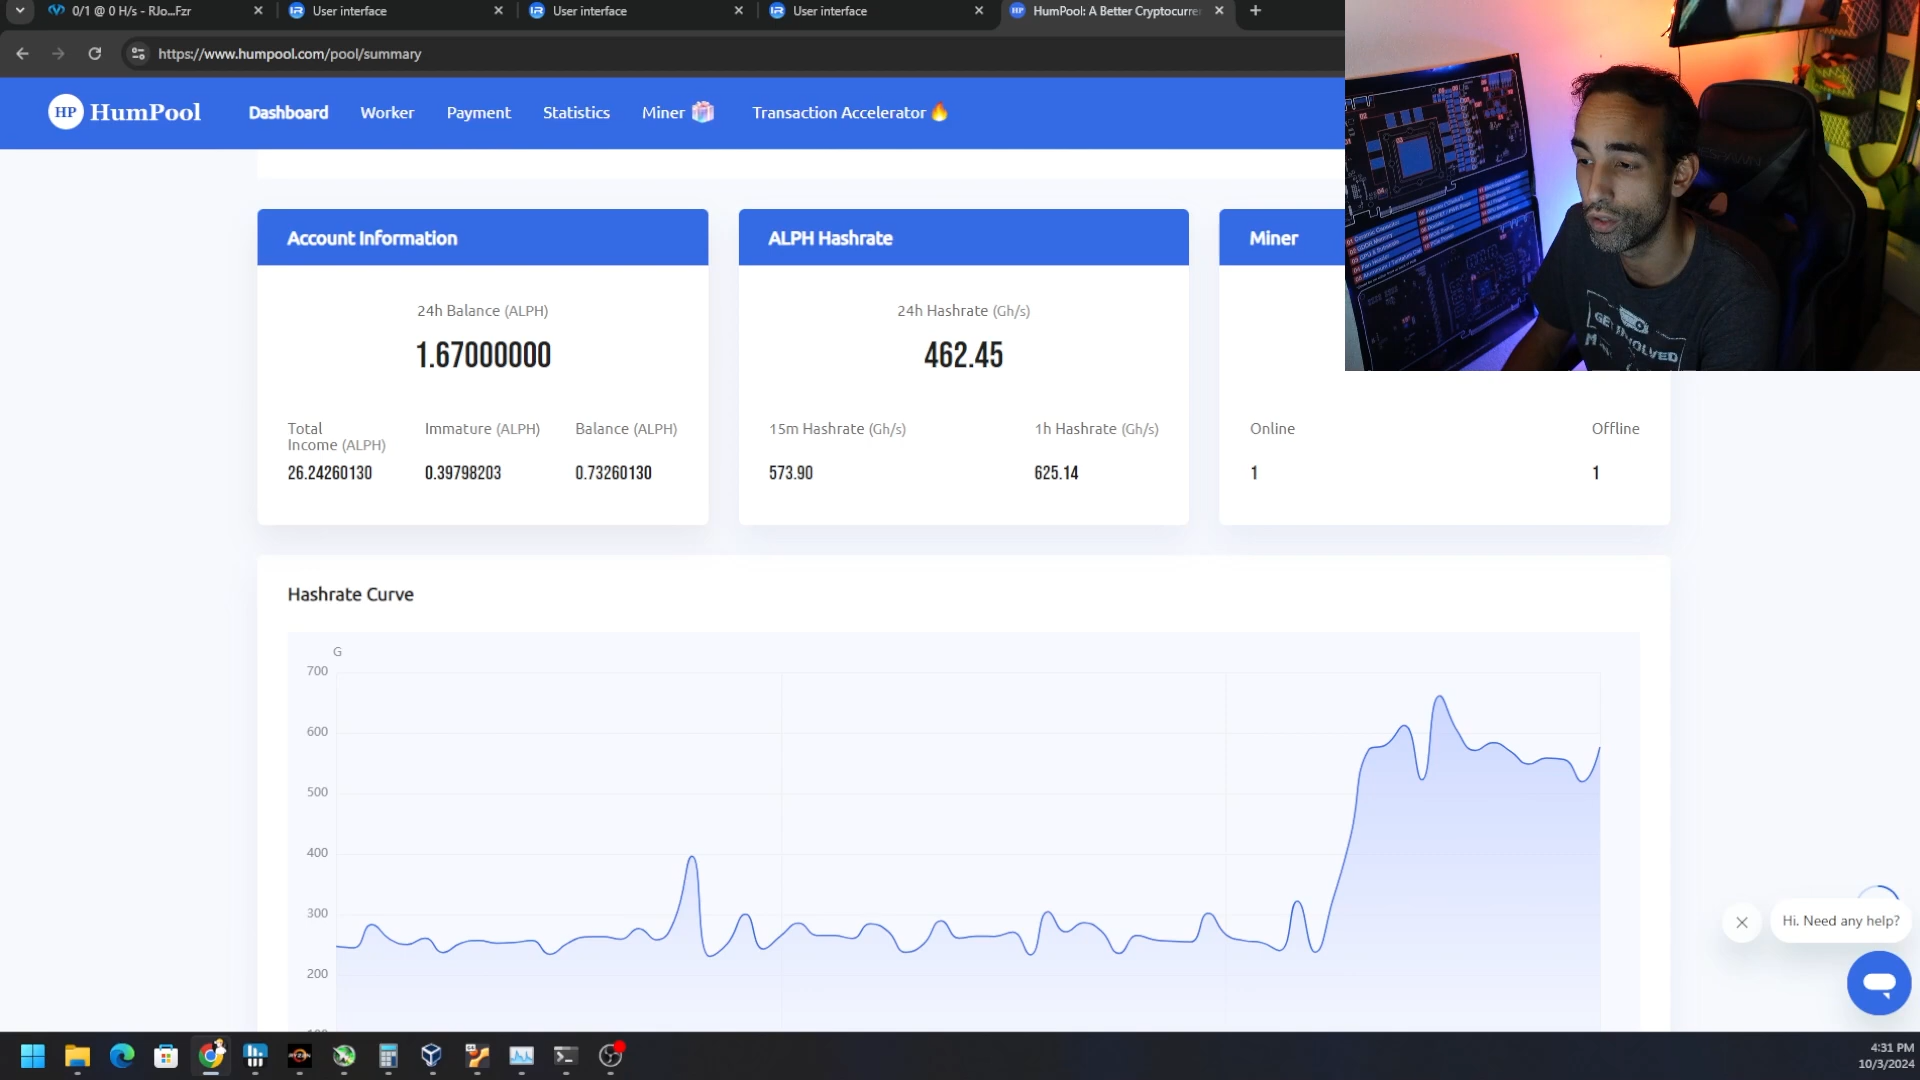 0/1 @ 0 H/s - RJo...Fzr
User interface
User interface
User interface
HumPool: A Better Cryptocurre
https://www.humpool.com/pool/summary
HP HumPool
Dashboard
Worker
Payment
Statistics
Miner
Transaction Accelerator
Account Information
24h Balance (ALPH)
1.67000000
Total
Income (ALPH)
26.24260130
Immature (ALPH)
0.39798203
Balance (ALPH)
0.73260130
ALPH Hashrate
24h Hashrate (Gh/s)
462.45
15m Hashrate (Gh/s)
573.90
1h Hashrate (Gh/s)
625.14
Miner
Online
1
Offline
1
Hashrate Curve
G
700
600
500
400
300
200
Hi. Need any help?
4:31 PM
10/3/2024